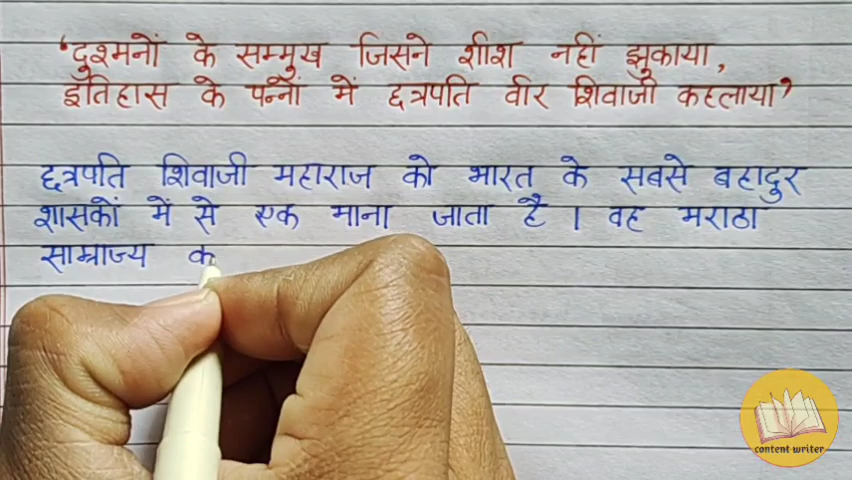 'दुश्मनों के सम्मुख जिसने शीश नहीं झुकाया,
इतिहास के पन्नों में छत्रपति वीर शिवाजी कहलाया'
छत्रपति शिवाजी महाराज को भारत के सबसे बहादुर
शासकों में से एक माना जाता है । वह मराठा
साम्राज्य क
content writer